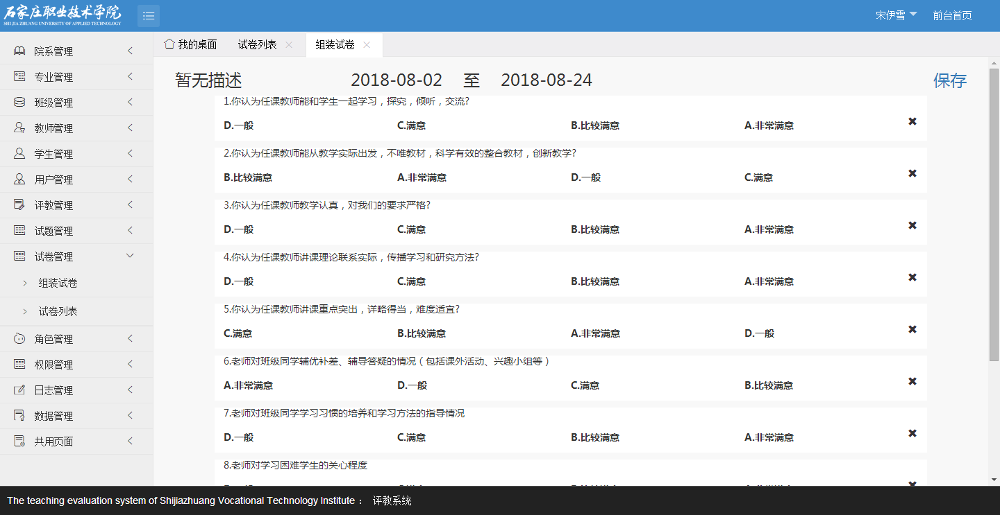 石家庄职业技术学院
SHI JIA ZHUANG UNIVERSITY OF APPLIED TECHNOLOGY
宋伊雪 前台首页
我的桌面 试卷列表 组装试卷
院系管理
专业管理
班级管理
教师管理
学生管理
用户管理
评教管理
试题管理
试卷管理
组装试卷
试卷列表
角色管理
权限管理
日志管理
数据管理
共用页面
暂无描述 2018-08-02 至 2018-08-24 保存
1.你认为任课教师能和学生一起学习，探究，倾听，交流?
D.一般 C.满意 B.比较满意 A.非常满意
2.你认为任课教师能从教学实际出发，不唯教材，科学有效的整合教材，创新教学?
B.比较满意 A.非常满意 D.一般 C.满意
3.你认为任课教师教学认真，对我们的要求严格?
D.一般 C.满意 B.比较满意 A.非常满意
4.你认为任课教师讲课理论联系实际，传播学习和研究方法?
D.一般 C.满意 B.比较满意 A.非常满意
5.你认为任课教师讲课重点突出，详略得当，难度适宜?
C.满意 B.比较满意 A.非常满意 D.一般
6.老师对班级同学辅优补差、辅导答疑的情况（包括课外活动、兴趣小组等）
A.非常满意 D.一般 C.满意 B.比较满意
7.老师对班级同学学习习惯的培养和学习方法的指导情况
D.一般 C.满意 B.比较满意 A.非常满意
8.老师对学习困难学生的关心程度
The teaching evaluation system of Shijiazhuang Vocational Technology Institute： 评教系统